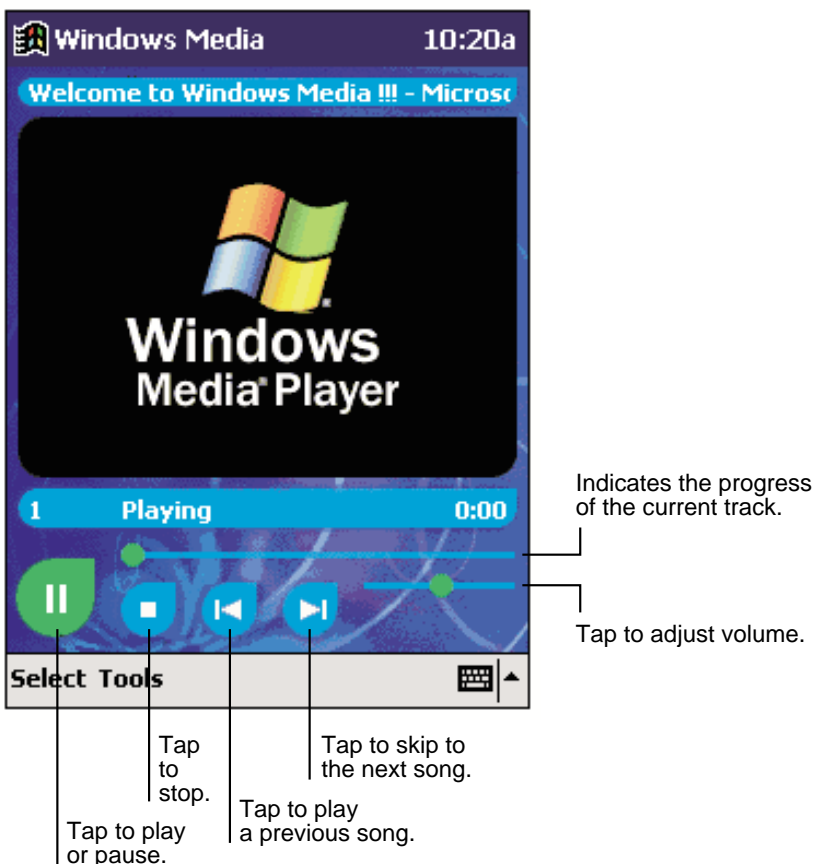 Windows Media 10:20a
Welcome to Windows Media !!! - Microsc
Windows
Media® Player
1 Playing 0:00
Indicates the progress
of the current track.
Tap to adjust volume.
Select Tools
Tap
to
stop.
Tap to skip to
the next song.
Tap to play
a previous song.
Tap to play
or pause.